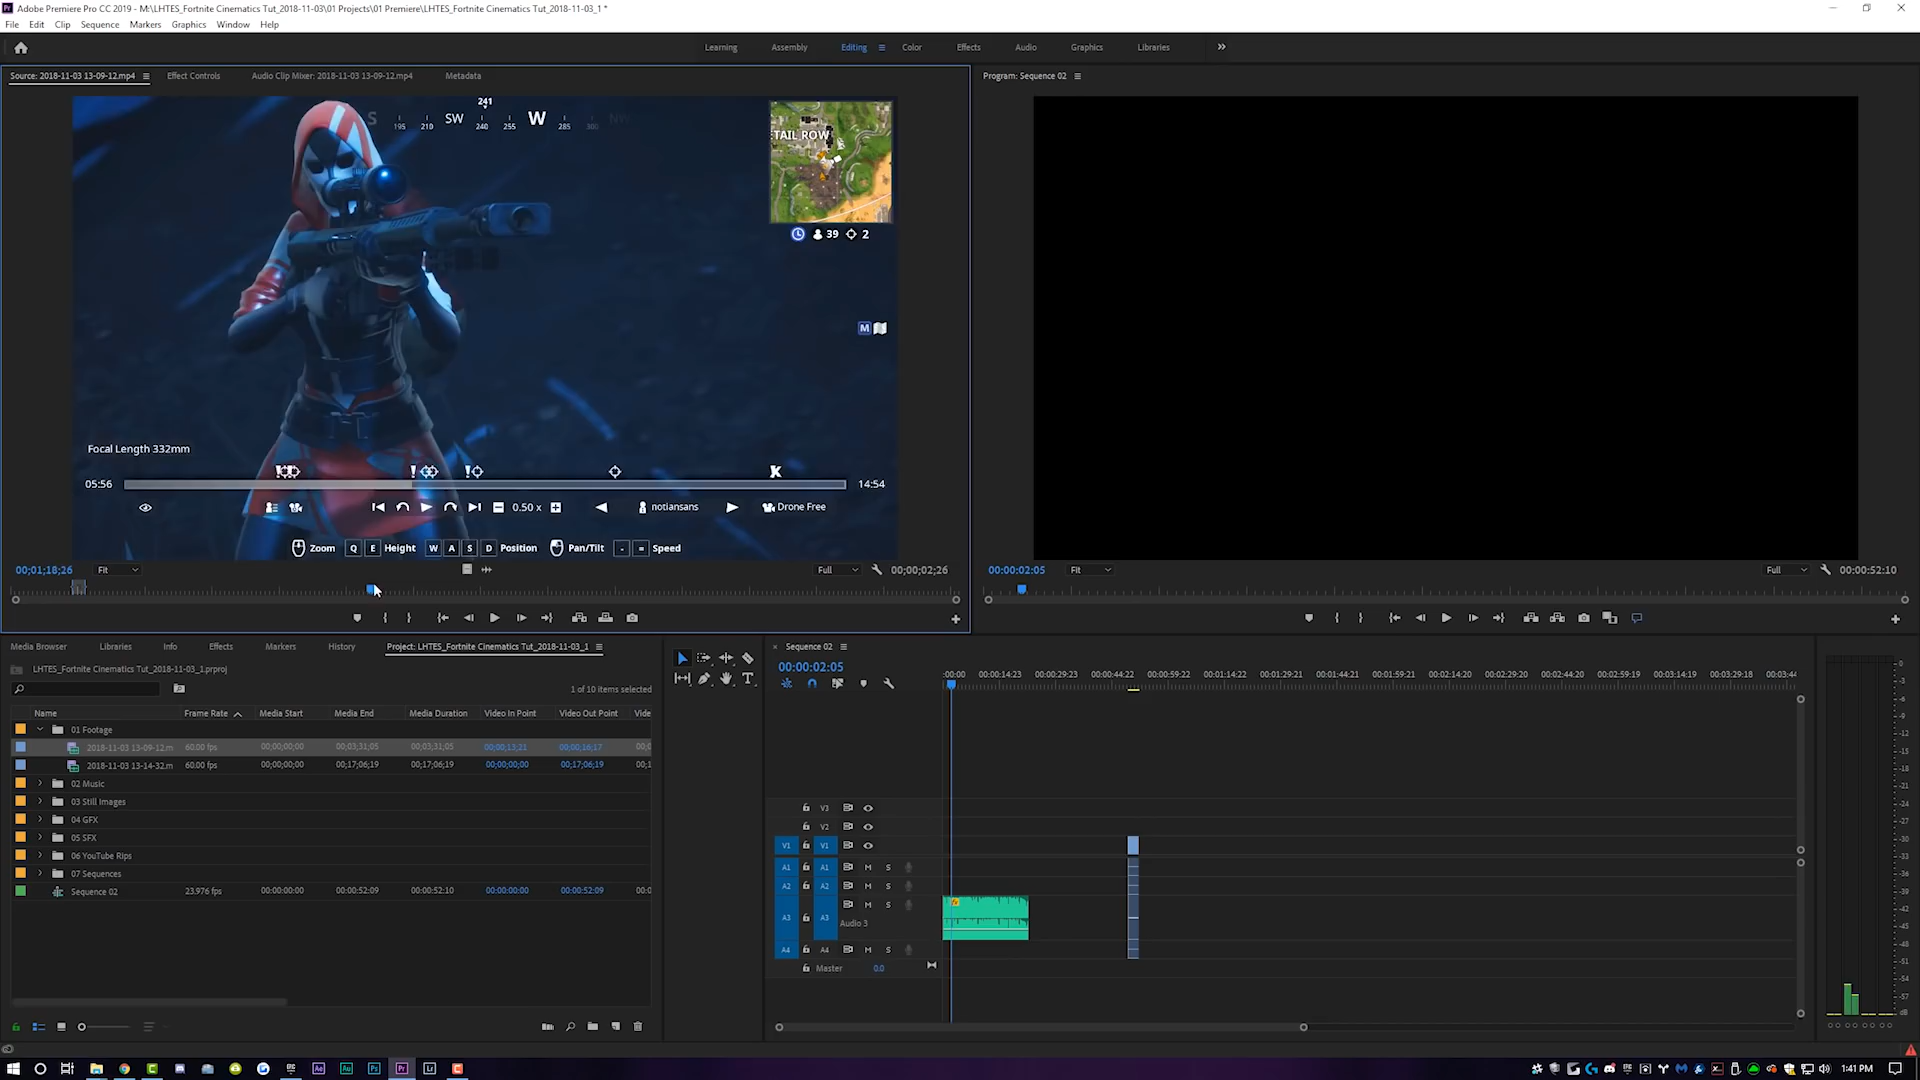 Adobe Premiere Pro CC 2019 - M:\LHTES_Fortnite Cinematics Tut_2018-11-03\01 Projects\01 Premiere\LHTES_Fortnite Cinematics Tut_2018-11-03_1 *
File Edit Clip Sequence Markers Graphics Window Help
Learning Assembly Editing Color Effects Audio Graphics Libraries
Source: 2018-11-03 13-09-12.mp4 Effect Controls Audio Clip Mixer: 2018-11-03 13-09-12.mp4 Metadata
Program: Sequence 02
241
S 195 210 SW 240 255 W 285 300 NW
TAIL ROW
39 2
M
Focal Length 332mm
05:56 14:54
0.50 x notiansans Drone Free
Zoom Q E Height W A S D Position Pan/Tilt - = Speed
00;01;18;26 Fit Full 00;00;02;26
00:00:02:05 Fit Full 00:00:52:10
Media Browser Libraries Info Effects Markers History Project: LHTES_Fortnite Cinematics Tut_2018-11-03_1
LHTES_Fortnite Cinematics Tut_2018-11-03_1.prproj
1 of 10 items selected
Name Frame Rate Media Start Media End Media Duration Video In Point Video Out Point Vide
01 Footage
2018-11-03 13-09-12.m 60.00 fps 00;00;00;00 00;03;31;05 00;03;31;05 00;00;13;21 00;00;16;17 00;0
2018-11-03 13-14-32.m 60.00 fps 00;00;00;00 00;17;06;19 00;17;06;19 00;00;00;00 00;17;06;19 00;1
02 Music
03 Still Images
04 GFX
05 SFX
06 YouTube Rips
07 Sequences
Sequence 02 23.976 fps 00:00:00:00 00:00:52:09 00:00:52:10 00:00:00:00 00:00:52:09 00:0
Sequence 02
00:00:02:05
:00:00 00:00:14:23 00:00:29:23 00:00:44:22 00:00:59:22 00:01:14:22 00:01:29:21 00:01:44:21 00:01:59:21 00:02:14:20 00:02:29:20 00:02:44:20 00:02:59:19 00:03:14:19 00:03:29:18 00:03:44
V3
V2
V1 V1
A1 A1 M S
A2 A2 M S
A3 A3 M S
Audio 3
fx
A4 A4 M S
Master 0.0
0
-3
-6
-9
-12
-15
-18
-21
-24
-27
-30
-33
-36
-39
-42
-45
-48
-51
-54
-57
dB
Ae Au Ps Pr Lr
1:41 PM